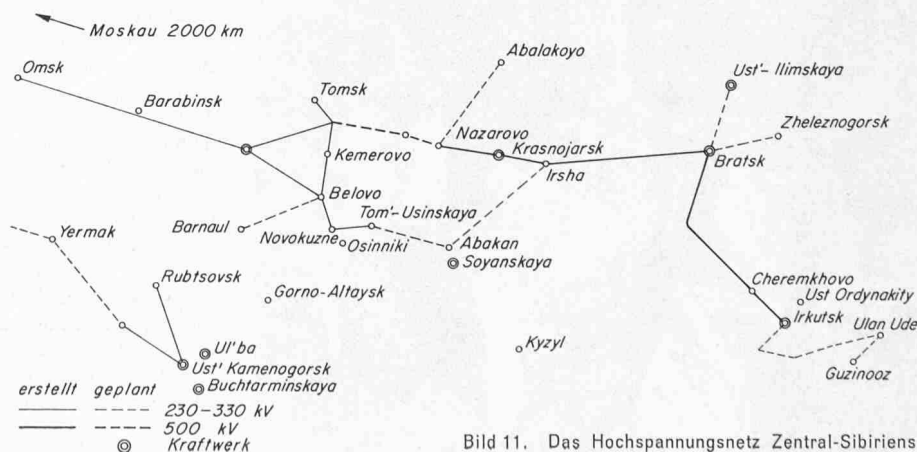 Moskau 2000 km
Omsk
Barabinsk
Tomsk
Abalakoyo
Ust'-Ilimskaya
Zheleznogorsk
Nazarovo
Krasnojarsk
Kemerovo
Irsha
Bratsk
Belovo
Barnaul
Tom'-Usinskaya
Yermak
Novokuzne
Osinniki
Abakan
Soyanskaya
Rubtsovsk
Gorno-Altaysk
Cheremkhovo
Ust Ordynakity
Irkutsk
Ulan Ude
Kyzyl
Guzinooz
Ul'ba
Ust' Kamenogorsk
Buchtarminskaya
erstellt geplant
230-330 kV
500 kV
Kraftwerk
Bild 11. Das Hochspannungsnetz Zentral-Sibiriens